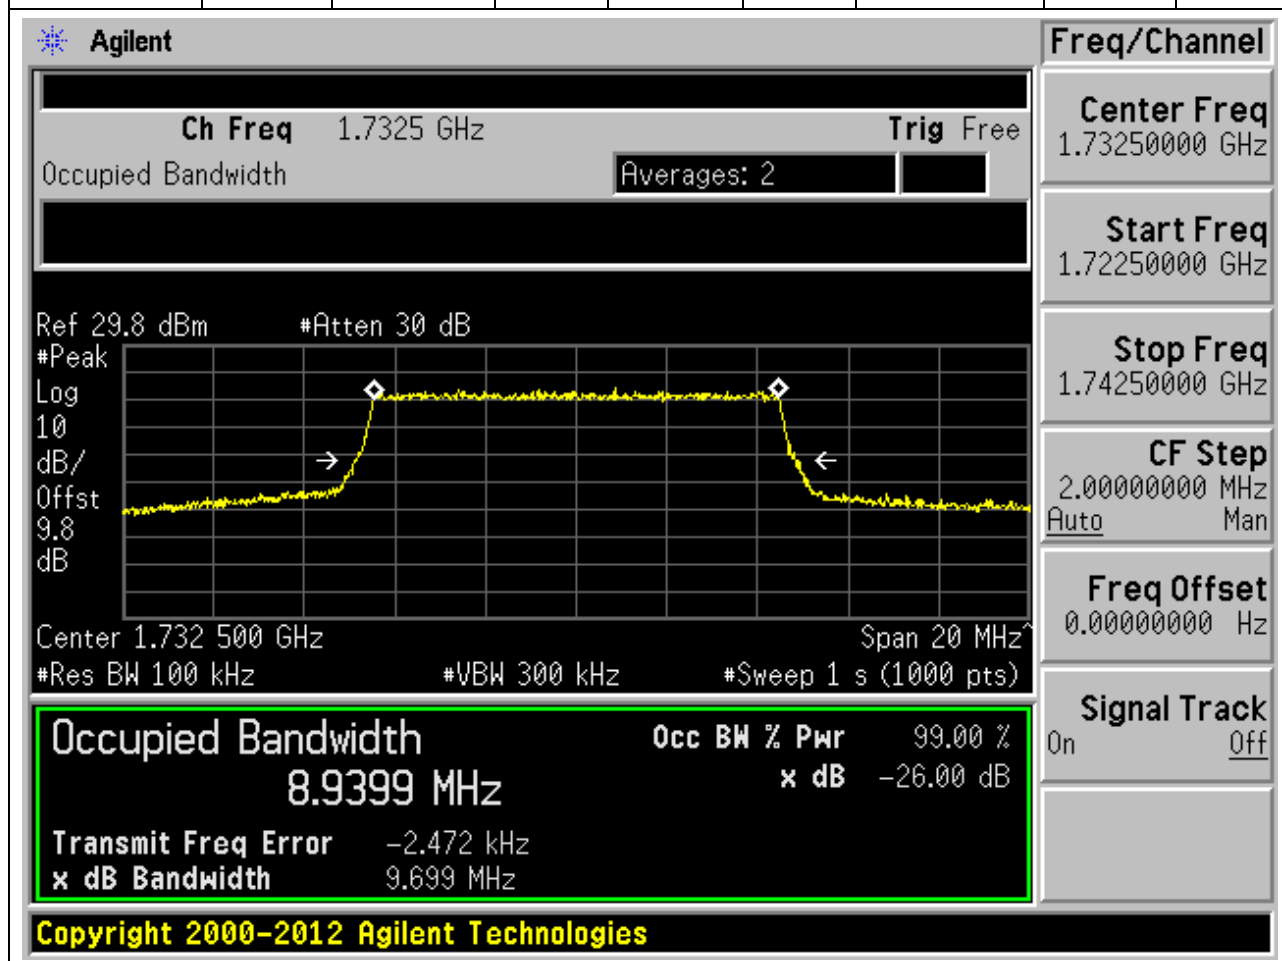 Agilent
Freq/Channel
Ch Freq 1.7325 GHz Trig Free
Occupied Bandwidth Averages: 2
Center Freq
1.73250000 GHz
Start Freq
1.72250000 GHz
Stop Freq
1.74250000 GHz
CF Step
2.00000000 MHz
Auto Man
Freq Offset
0.00000000 Hz
Signal Track
On Off
Ref 29.8 dBm #Atten 30 dB
#Peak
Log
10
dB/
Offst
9.8
dB
Center 1.732 500 GHz Span 20 MHz^
#Res BW 100 kHz #VBW 300 kHz #Sweep 1 s (1000 pts)
Occupied Bandwidth Occ BW % Pwr 99.00 %
8.9399 MHz x dB -26.00 dB
Transmit Freq Error -2.472 kHz
x dB Bandwidth 9.699 MHz
Copyright 2000-2012 Agilent Technologies